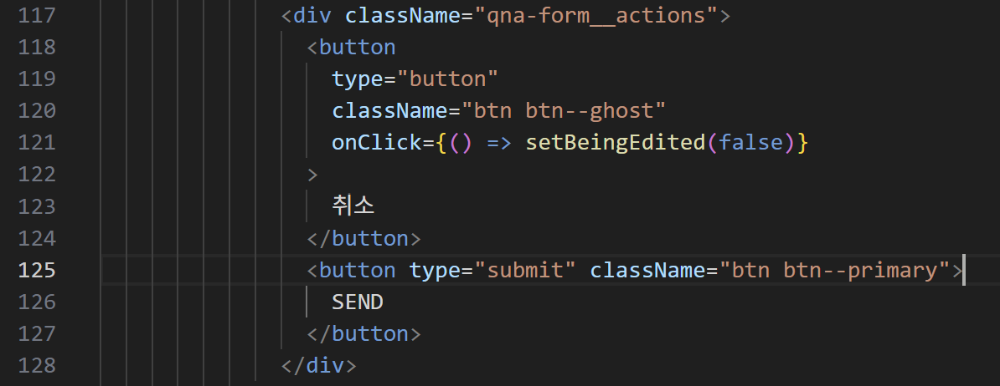 117 <div className="qna-form__actions">
118 <button
119 type="button"
120 className="btn btn--ghost"
121 onClick={() => setBeingEdited(false)}
122 >
123 취소
124 </button>
125 <button type="submit" className="btn btn--primary">
126 SEND
127 </button>
128 </div>